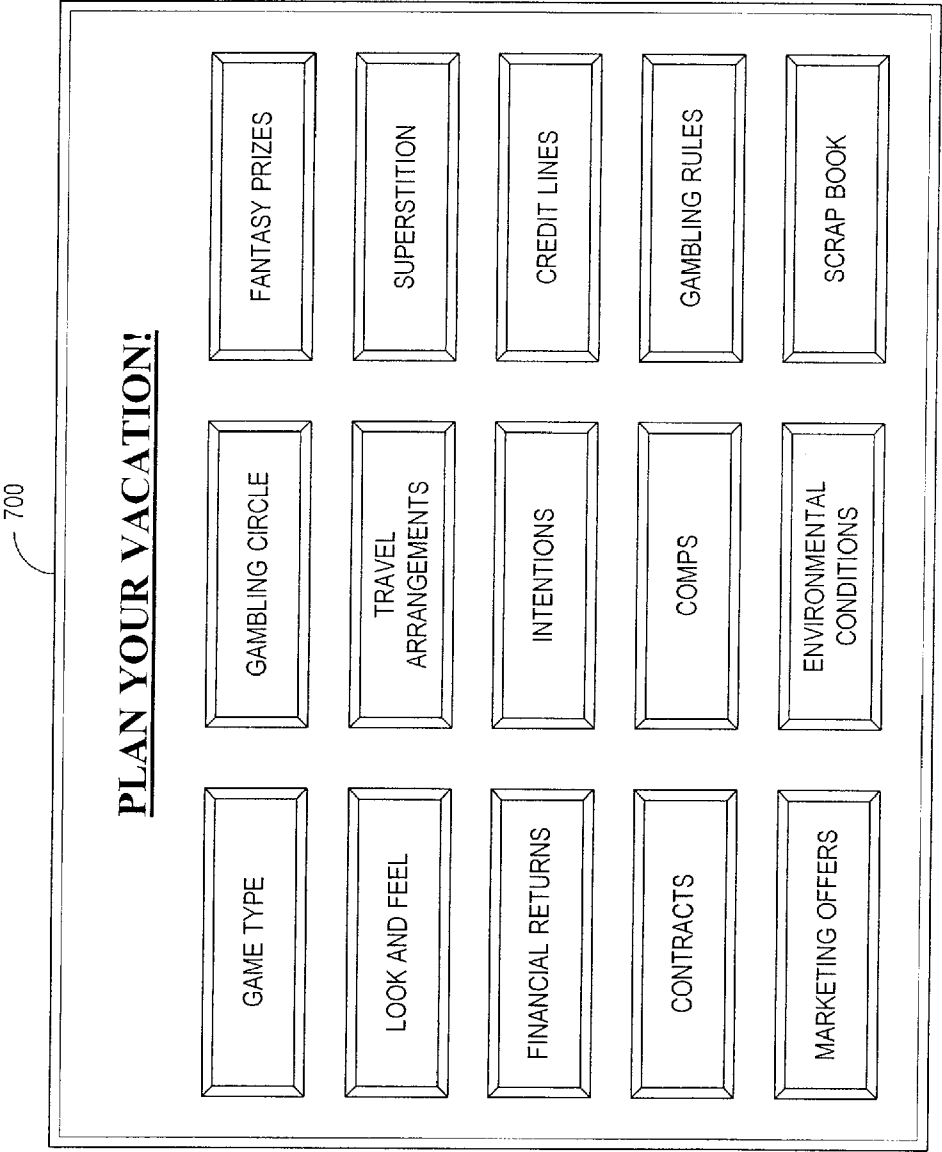 700
PLAN YOUR VACATION!
GAME TYPE
GAMBLING CIRCLE
FANTASY PRIZES
LOOK AND FEEL
TRAVEL
ARRANGEMENTS
SUPERSTITION
FINANCIAL RETURNS
INTENTIONS
CREDIT LINES
CONTRACTS
COMPS
GAMBLING RULES
MARKETING OFFERS
ENVIRONMENTAL
CONDITIONS
SCRAP BOOK